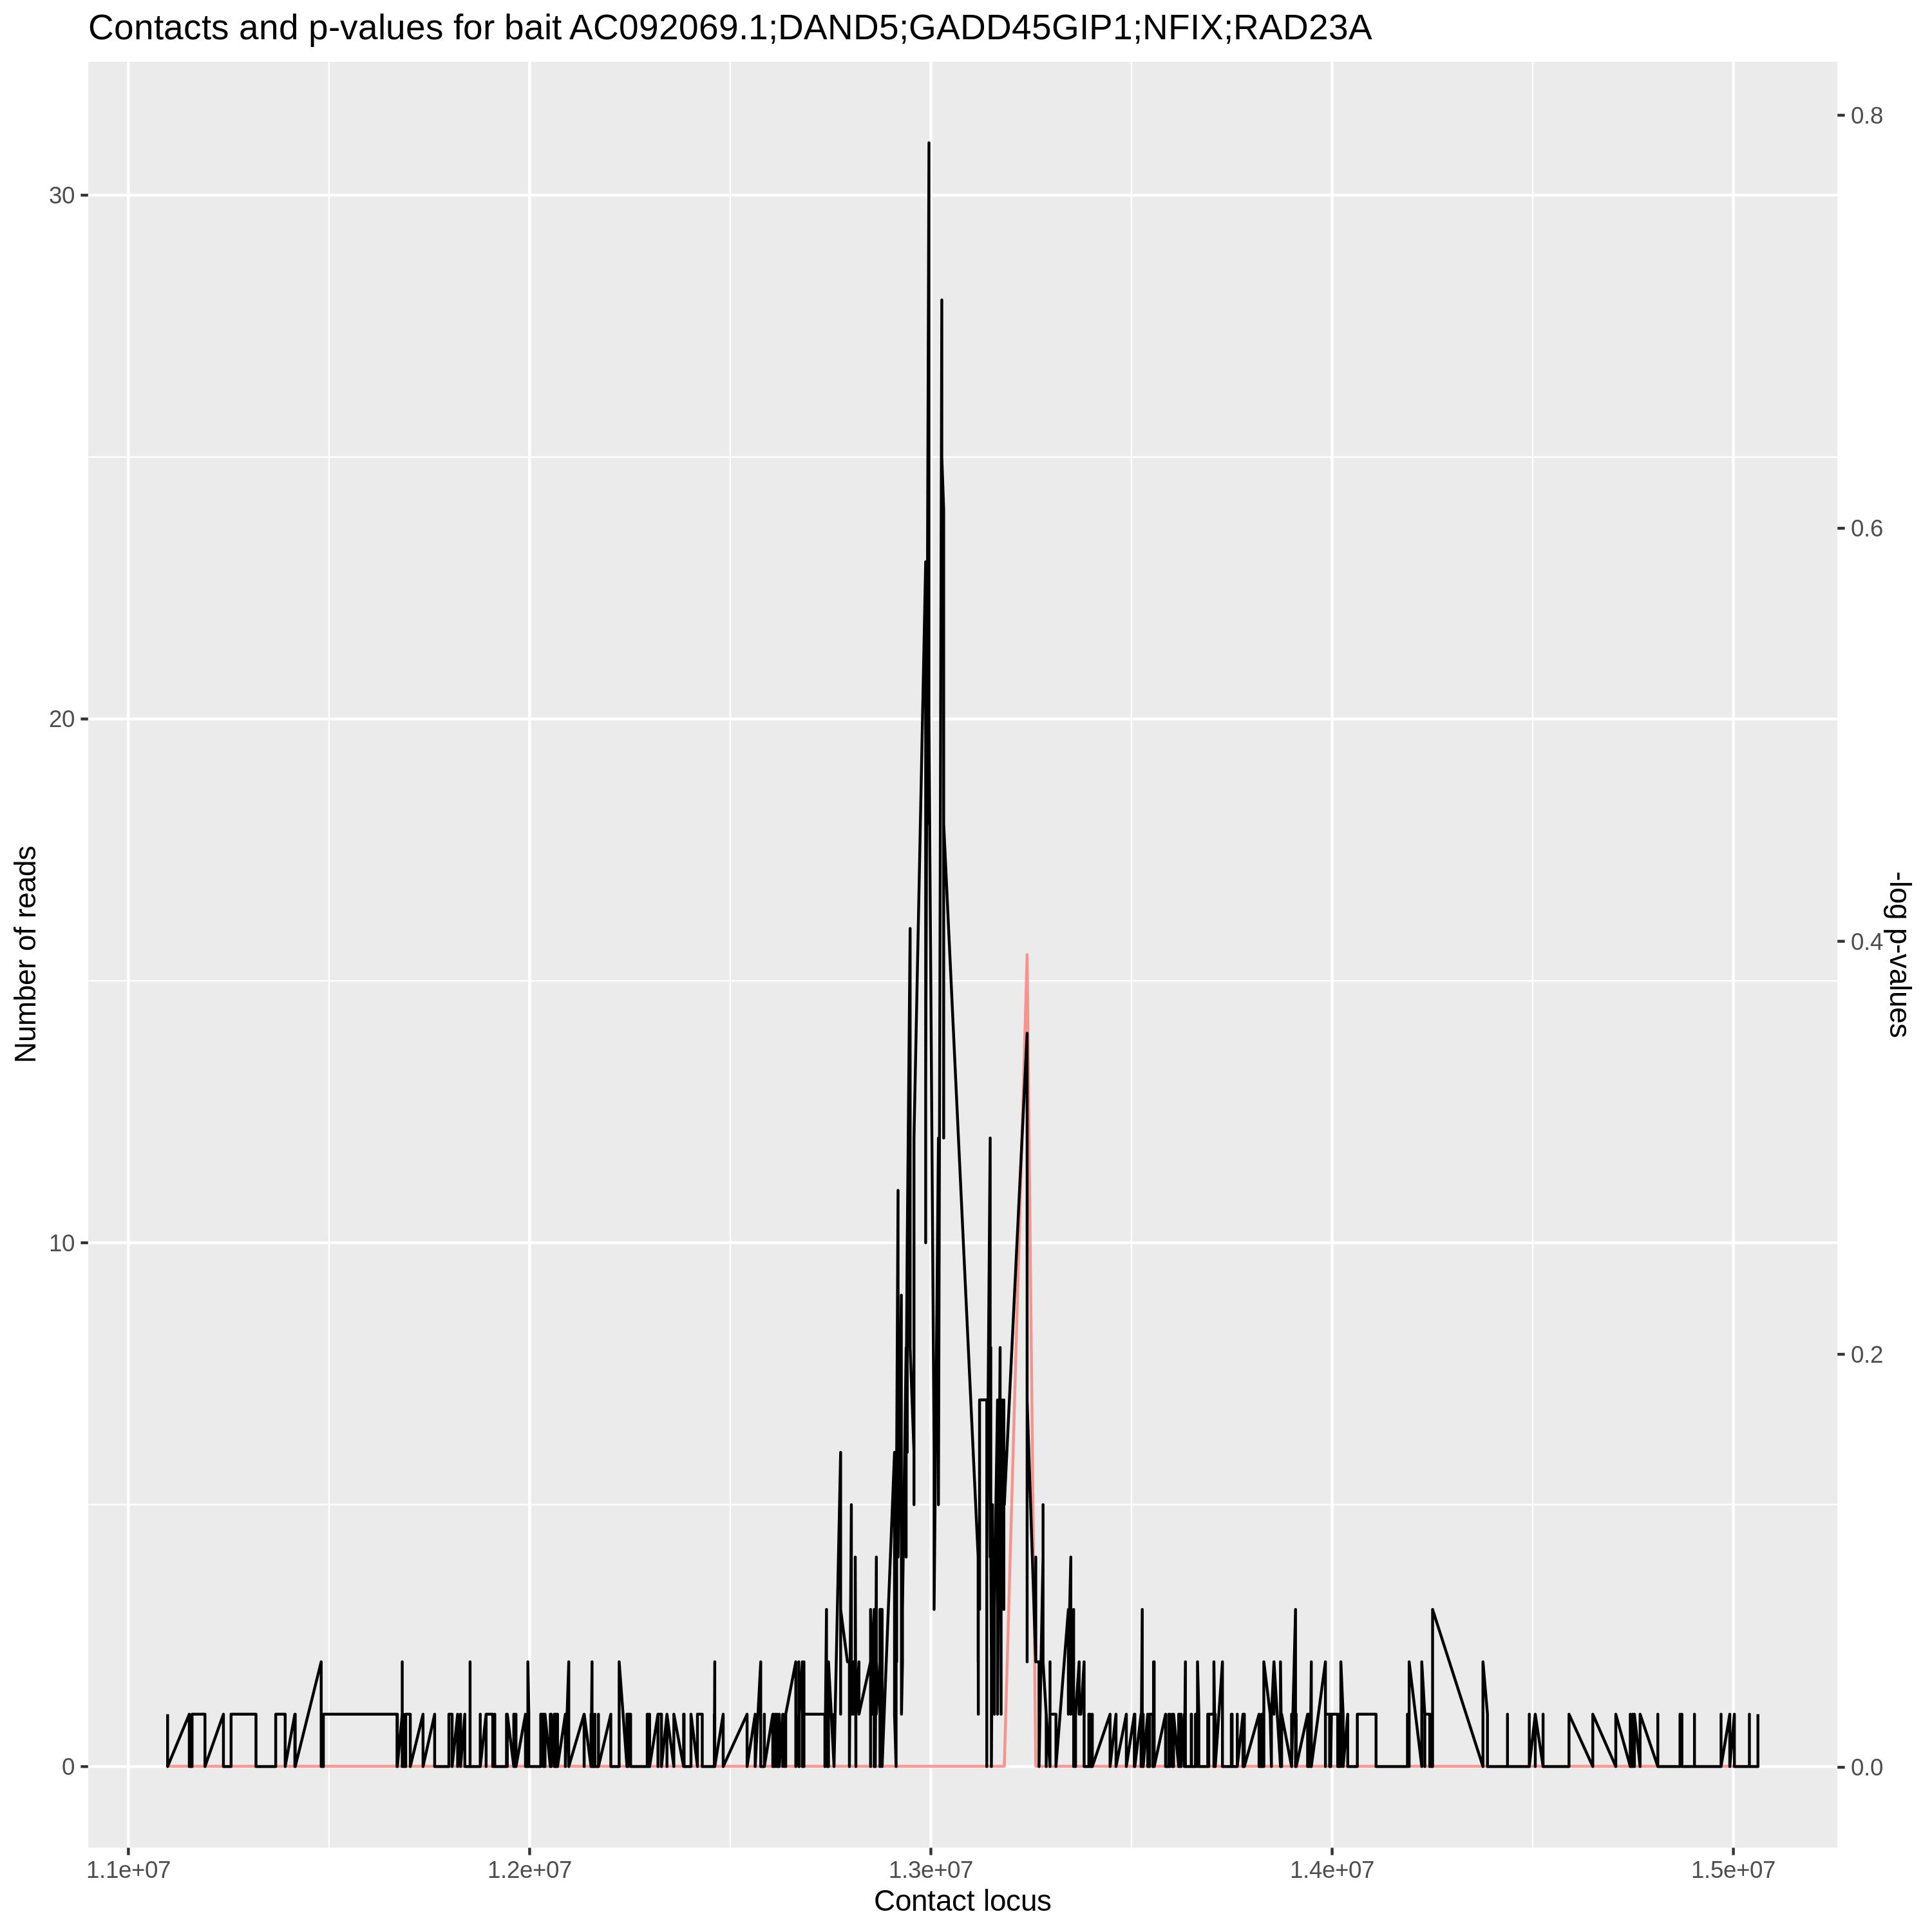 Contacts and p-values for bait AC092069.1;DAND5;GADD45GIP1;NFIX;RAD23A
30
20
10
0
Number of reads
0.8
0.6
0.4
0.2
0.0
-log p-values
1.1e+07
1.2e+07
1.3e+07
1.4e+07
1.5e+07
Contact locus